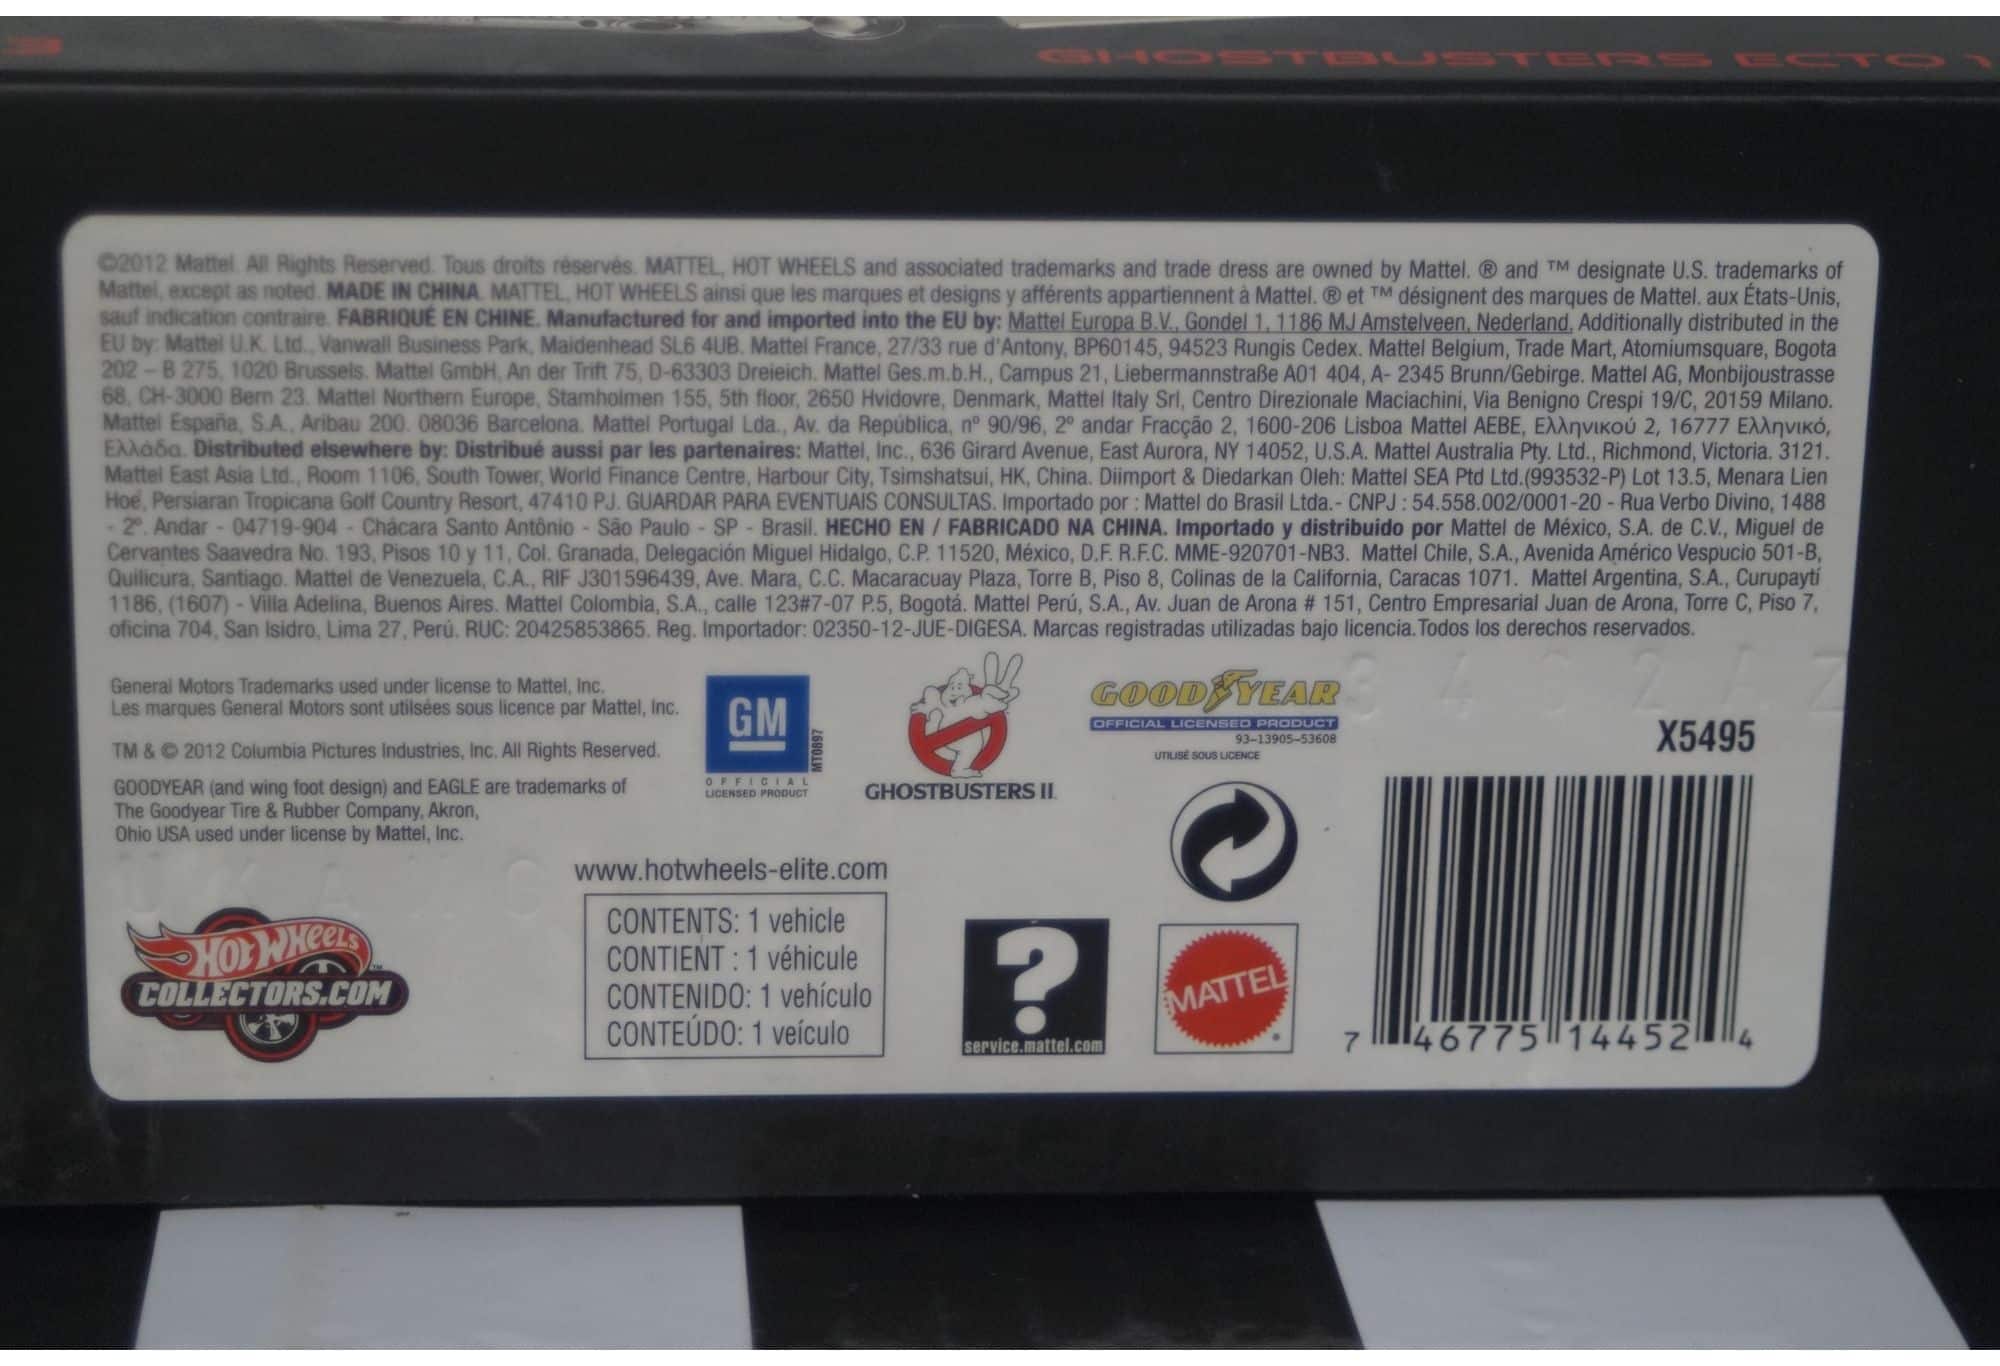 3
GHOSTBUSTERS ECTO 1
©2012 Mattel. All Rights Reserved. Tous droits réservés. MATTEL, HOT WHEELS and associated trademarks and trade dress are owned by Mattel. ® and ™ designate U.S. trademarks of
Mattel, except as noted. MADE IN CHINA. MATTEL, HOT WHEELS ainsi que les marques et designs y afférents appartiennent à Mattel. ® et ™ désignent des marques de Mattel. aux États-Unis,
sauf indication contraire. FABRIQUÉ EN CHINE. Manufactured for and imported into the EU by: Mattel Europa B.V., Gondel 1, 1186 MJ Amstelveen, Nederland, Additionally distributed in the
EU by: Mattel U.K. Ltd., Vanwall Business Park, Maidenhead SL6 4UB. Mattel France, 27/33 rue d'Antony, BP60145, 94523 Rungis Cedex. Mattel Belgium, Trade Mart, Atomiumsquare, Bogota
202 – B 275, 1020 Brussels. Mattel GmbH, An der Trift 75, D-63303 Dreieich. Mattel Ges.m.b.H., Campus 21, Liebermannstraße A01 404, A- 2345 Brunn/Gebirge. Mattel AG, Monbijoustrasse
68, CH-3000 Bern 23. Mattel Northern Europe, Stamholmen 155, 5th floor, 2650 Hvidovre, Denmark, Mattel Italy Srl, Centro Direzionale Maciachini, Via Benigno Crespi 19/C, 20159 Milano.
Mattel España, S.A., Aribau 200. 08036 Barcelona. Mattel Portugal Lda., Av. da República, nº 90/96, 2º andar Fracção 2, 1600-206 Lisboa Mattel AEBE, Ελληνικού 2, 16777 Ελληνικό,
Ελλάδα. Distributed elsewhere by: Distribué aussi par les partenaires: Mattel, Inc., 636 Girard Avenue, East Aurora, NY 14052, U.S.A. Mattel Australia Pty. Ltd., Richmond, Victoria. 3121.
Mattel East Asia Ltd., Room 1106, South Tower, World Finance Centre, Harbour City, Tsimshatsui, HK, China. Diimport & Diedarkan Oleh: Mattel SEA Ptd Ltd.(993532-P) Lot 13.5, Menara Lien
Hoe, Persiaran Tropicana Golf Country Resort, 47410 PJ. GUARDAR PARA EVENTUAIS CONSULTAS. Importado por : Mattel do Brasil Ltda.- CNPJ : 54.558.002/0001-20 - Rua Verbo Divino, 1488
- 2º. Andar - 04719-904 - Chácara Santo Antônio - São Paulo - SP - Brasil. HECHO EN / FABRICADO NA CHINA. Importado y distribuido por Mattel de México, S.A. de C.V., Miguel de
Cervantes Saavedra No. 193, Pisos 10 y 11, Col. Granada, Delegación Miguel Hidalgo, C.P. 11520, México, D.F. R.F.C. MME-920701-NB3. Mattel Chile, S.A., Avenida Américo Vespucio 501-B,
Quilicura, Santiago. Mattel de Venezuela, C.A., RIF J301596439, Ave. Mara, C.C. Macaracuay Plaza, Torre B, Piso 8, Colinas de la California, Caracas 1071. Mattel Argentina, S.A., Curupaytí
1186, (1607) - Villa Adelina, Buenos Aires. Mattel Colombia, S.A., calle 123#7-07 P.5, Bogotá. Mattel Perú, S.A., Av. Juan de Arona # 151, Centro Empresarial Juan de Arona, Torre C, Piso 7,
oficina 704, San Isidro, Lima 27, Perú. RUC: 20425853865. Reg. Importador: 02350-12-JUE-DIGESA. Marcas registradas utilizadas bajo licencia.Todos los derechos reservados.
General Motors Trademarks used under license to Mattel, Inc.
Les marques General Motors sont utilsées sous licence par Mattel, Inc.
TM & © 2012 Columbia Pictures Industries, Inc. All Rights Reserved.
GOODYEAR (and wing foot design) and EAGLE are trademarks of
The Goodyear Tire & Rubber Company, Akron,
Ohio USA used under license by Mattel, Inc.
GM
MT0897
OFFICIAL
LICENSED PRODUCT
GHOSTBUSTERS II
GOODYEAR
OFFICIAL LICENSED PRODUCT
93-13905-53608
UTILISÉ SOUS LICENCE
X5495
www.hotwheels-elite.com
HOT WHEELS™
COLLECTORS.COM
CONTENTS: 1 vehicle
CONTIENT : 1 véhicule
CONTENIDO: 1 vehículo
CONTEÚDO: 1 veículo
?
service.mattel.com
MATTEL
7 46775 14452 4